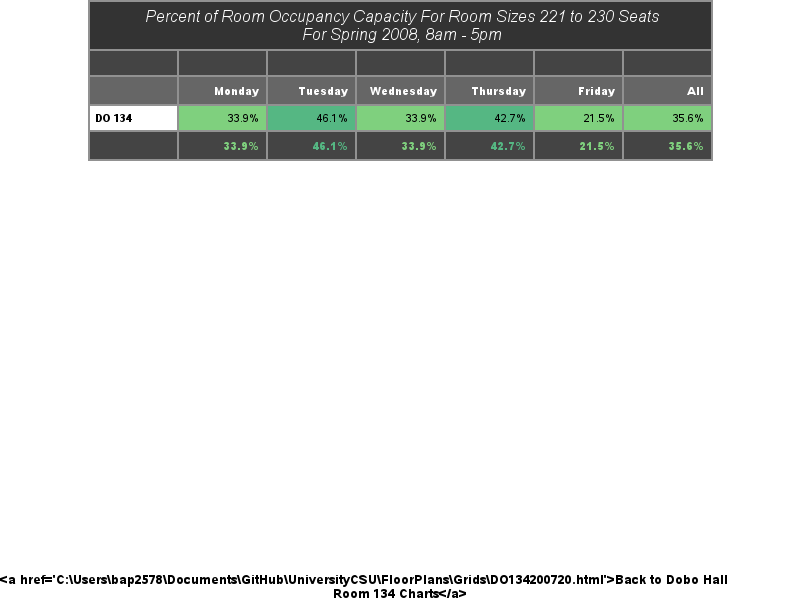 Percent of Room Occupancy Capacity For Room Sizes 221 to 230 Seats
For Spring 2008, 8am - 5pm
Monday Tuesday Wednesday Thursday Friday All
DO 134 33.9% 46.1% 33.9% 42.7% 21.5% 35.6%
33.9% 46.1% 33.9% 42.7% 21.5% 35.6%
<a href='C:\Users\bap2578\Documents\GitHub\UniversityCSU\FloorPlans\Grids\DO134200720.html'>Back to Dobo Hall
Room 134 Charts</a>